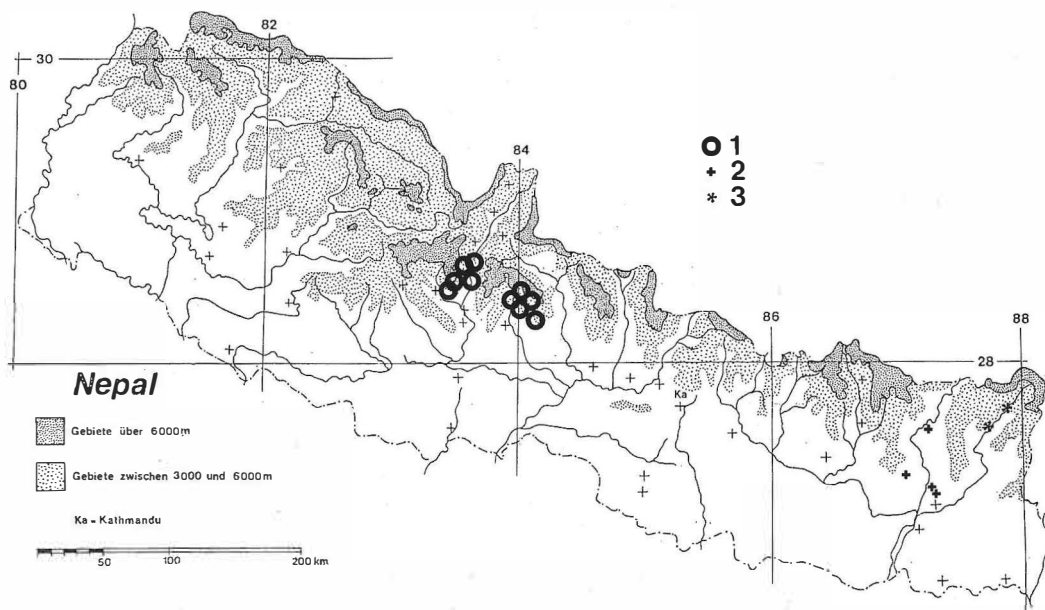 82
30
80
84
1
2
3
86
88
28
Ka
Nepal
Gebiete über 6000m
Gebiete zwischen 3000 und 6000m
Ka = Kathmandu
50 100 200 km